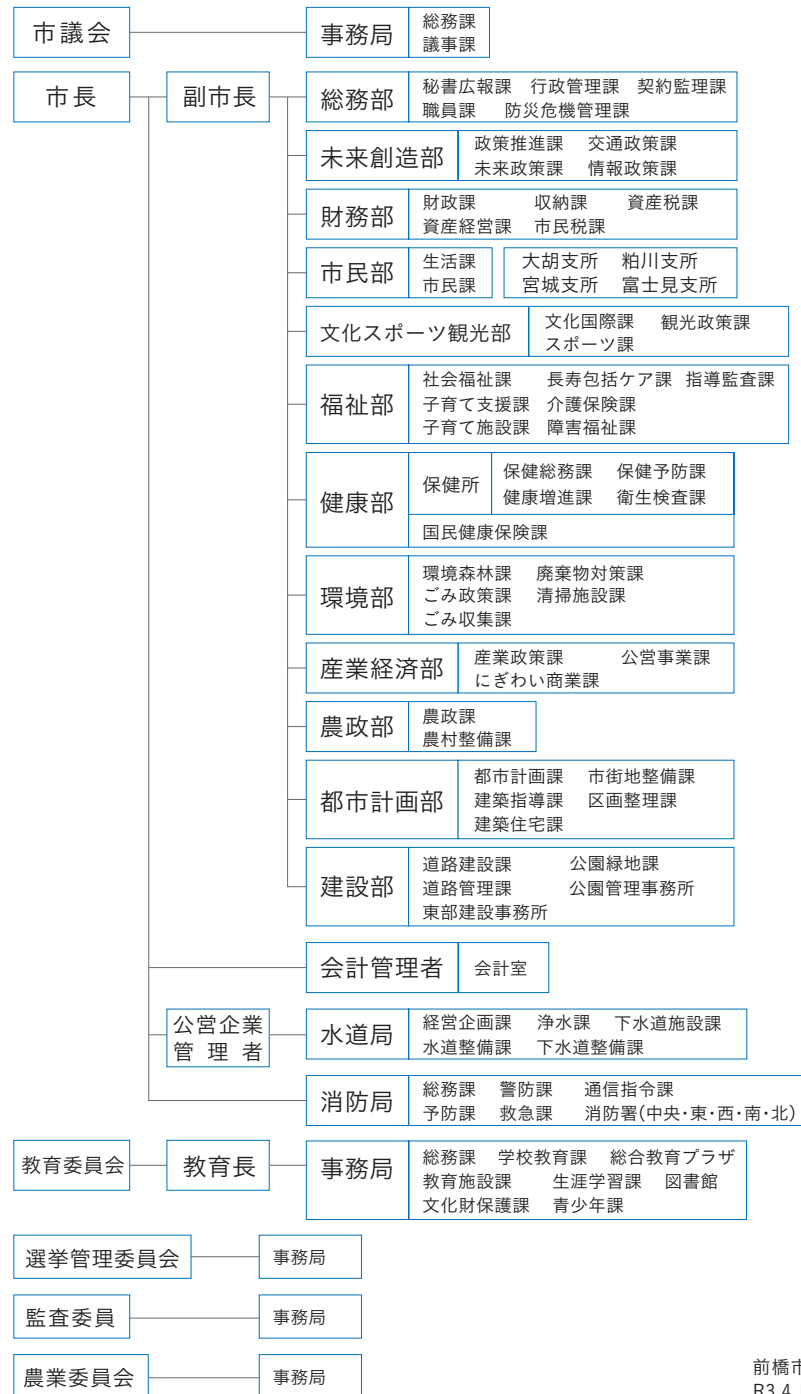 市議会 事務局 総務課
議事課
市長 副市長 総務部 秘書広報課 行政管理課 契約監理課
職員課 防災危機管理課
未来創造部 政策推進課 交通政策課
未来政策課 情報政策課
財務部 財政課 収納課 資産税課
資産経営課 市民税課
市民部 生活課 大胡支所 粕川支所
市民課 宮城支所 富士見支所
文化スポーツ観光部 文化国際課 観光政策課
スポーツ課
福祉部 社会福祉課 長寿包括ケア課 指導監査課
子育て支援課 介護保険課
子育て施設課 障害福祉課
健康部 保健所 保健総務課 保健予防課
健康増進課 衛生検査課
国民健康保険課
環境部 環境森林課 廃棄物対策課
ごみ政策課 清掃施設課
ごみ収集課
産業経済部 産業政策課 公営事業課
にぎわい商業課
農政部 農政課
農村整備課
都市計画部 都市計画課 市街地整備課
建築指導課 区画整理課
建築住宅課
建設部 道路建設課 公園緑地課
道路管理課 公園管理事務所
東部建設事務所
会計管理者 会計室
公営企業
管理者 水道局 経営企画課 浄水課 下水道施設課
水道整備課 下水道整備課
消防局 総務課 警防課 通信指令課
予防課 救急課 消防署(中央・東・西・南・北)
教育委員会 教育長 事務局 総務課 学校教育課 総合教育プラザ
教育施設課 生涯学習課 図書館
文化財保護課 青少年課
選挙管理委員会 事務局
監査委員 事務局
農業委員会 事務局
前橋市
R3.4